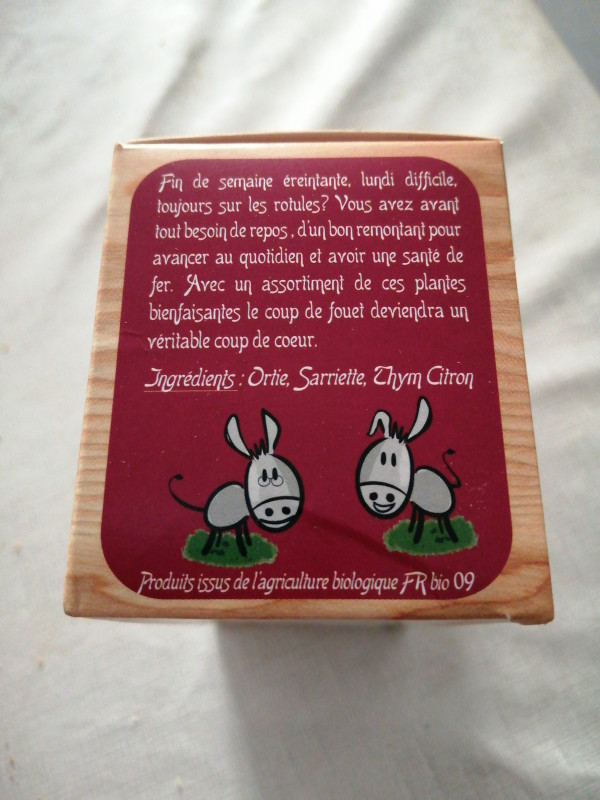 Fin de semaine éreintante, lundi difficile,
toujours sur les rotules? Vous avez avant
tout besoin de repos, d'un bon remontant pour
avancer au quotidien et avoir une santé de
fer. Avec un assortiment de ces plantes
bienfaisantes le coup de fouet deviendra un
véritable coup de coeur.
Ingrédients : Ortie, Sarriette, Thym Citron
Produits issus de l'agriculture biologique FR bio 09